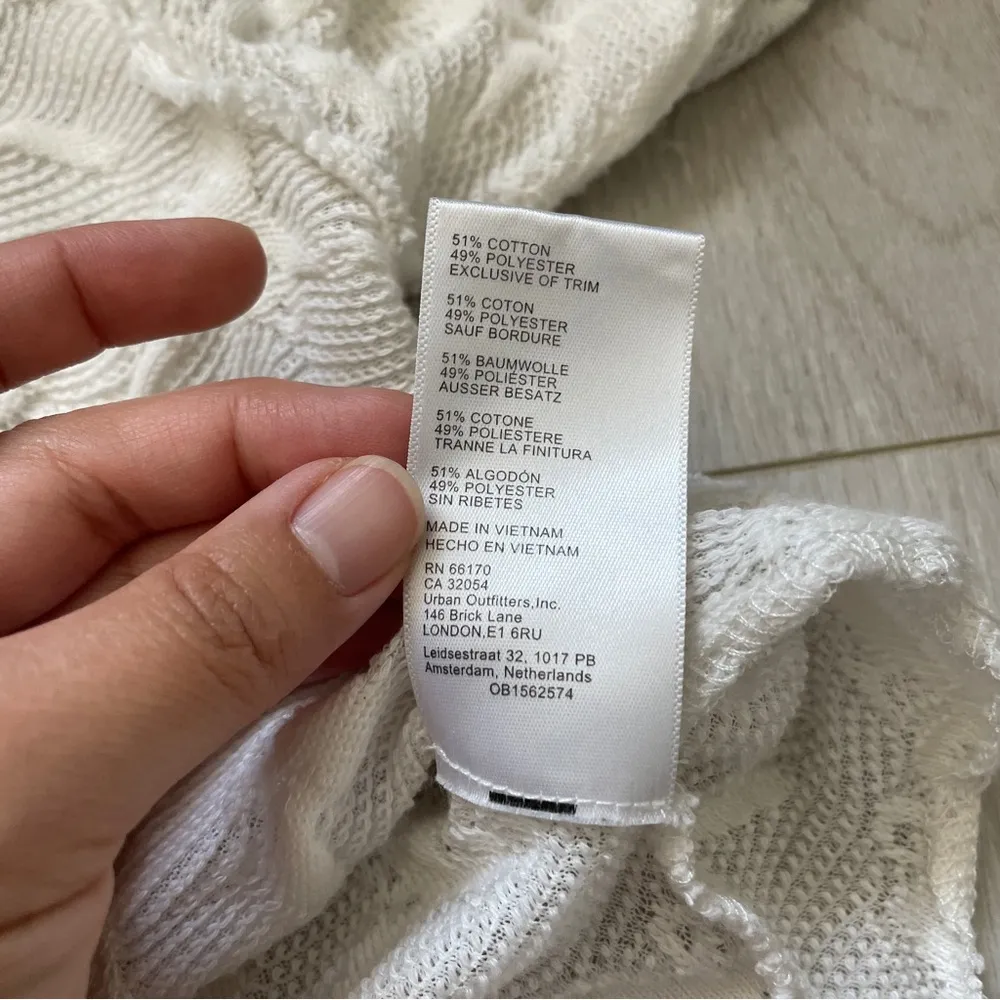 51% COTTON
49% POLYESTER
EXCLUSIVE OF TRIM
51% COTON
49% POLYESTER
SAUF BORDURE
51% BAUMWOLLE
49% POLIÉSTER
AUSSER BESATZ
51% COTONE
49% POLIESTERE
TRANNE LA FINITURA
51% ALGODÓN
49% POLYESTER
SIN RIBETES
MADE IN VIETNAM
HECHO EN VIETNAM
RN 66170
CA 32054
Urban Outfitters,Inc.
146 Brick Lane
LONDON,E1 6RU
Leidsestraat 32, 1017 PB
Amsterdam, Netherlands
OB1562574